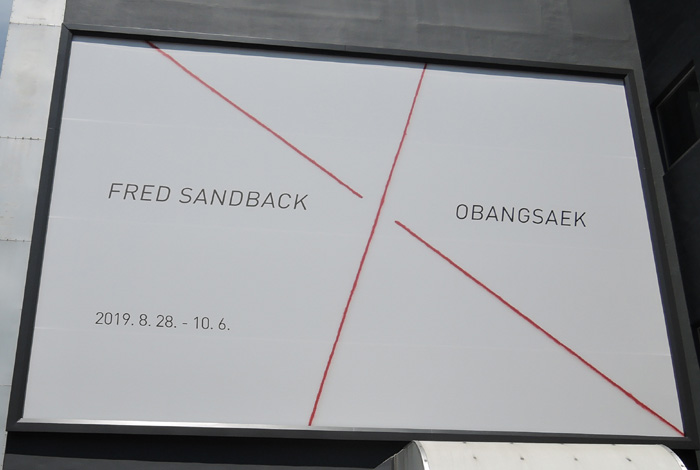 FRED SANDBACK
OBANGSAEK
2019. 8. 28. - 10. 6.